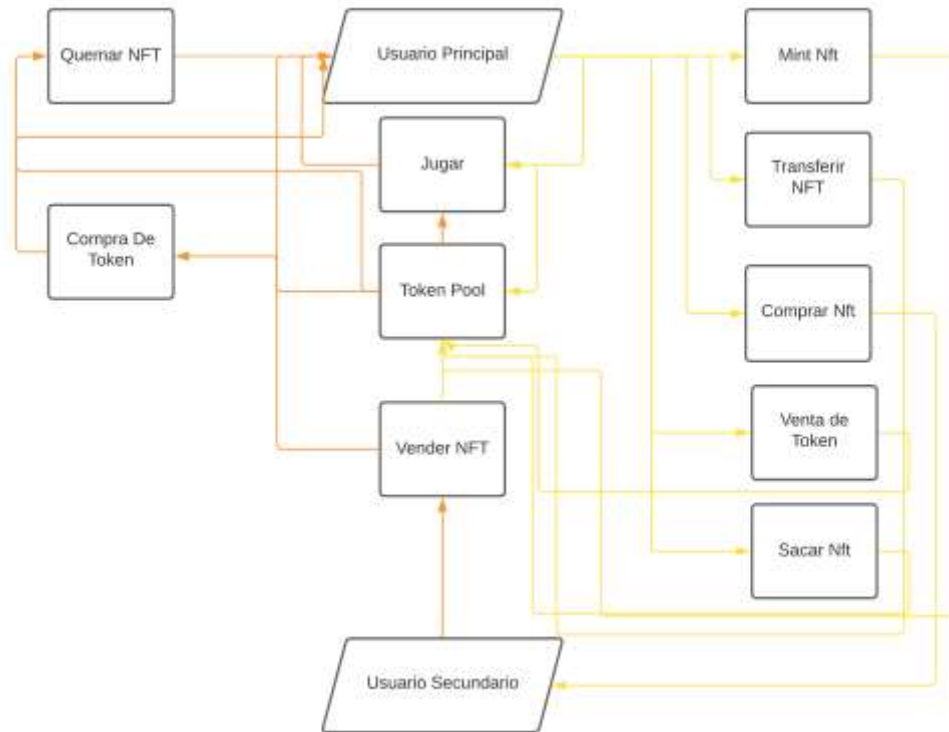 Quemar NFT
Usuario Principal
Mint Nft
Jugar
Transferir
NFT
Compra De
Token
Token Pool
Comprar Nft
Vender NFT
Venta de
Token
Sacar Nft
Usuario Secundario